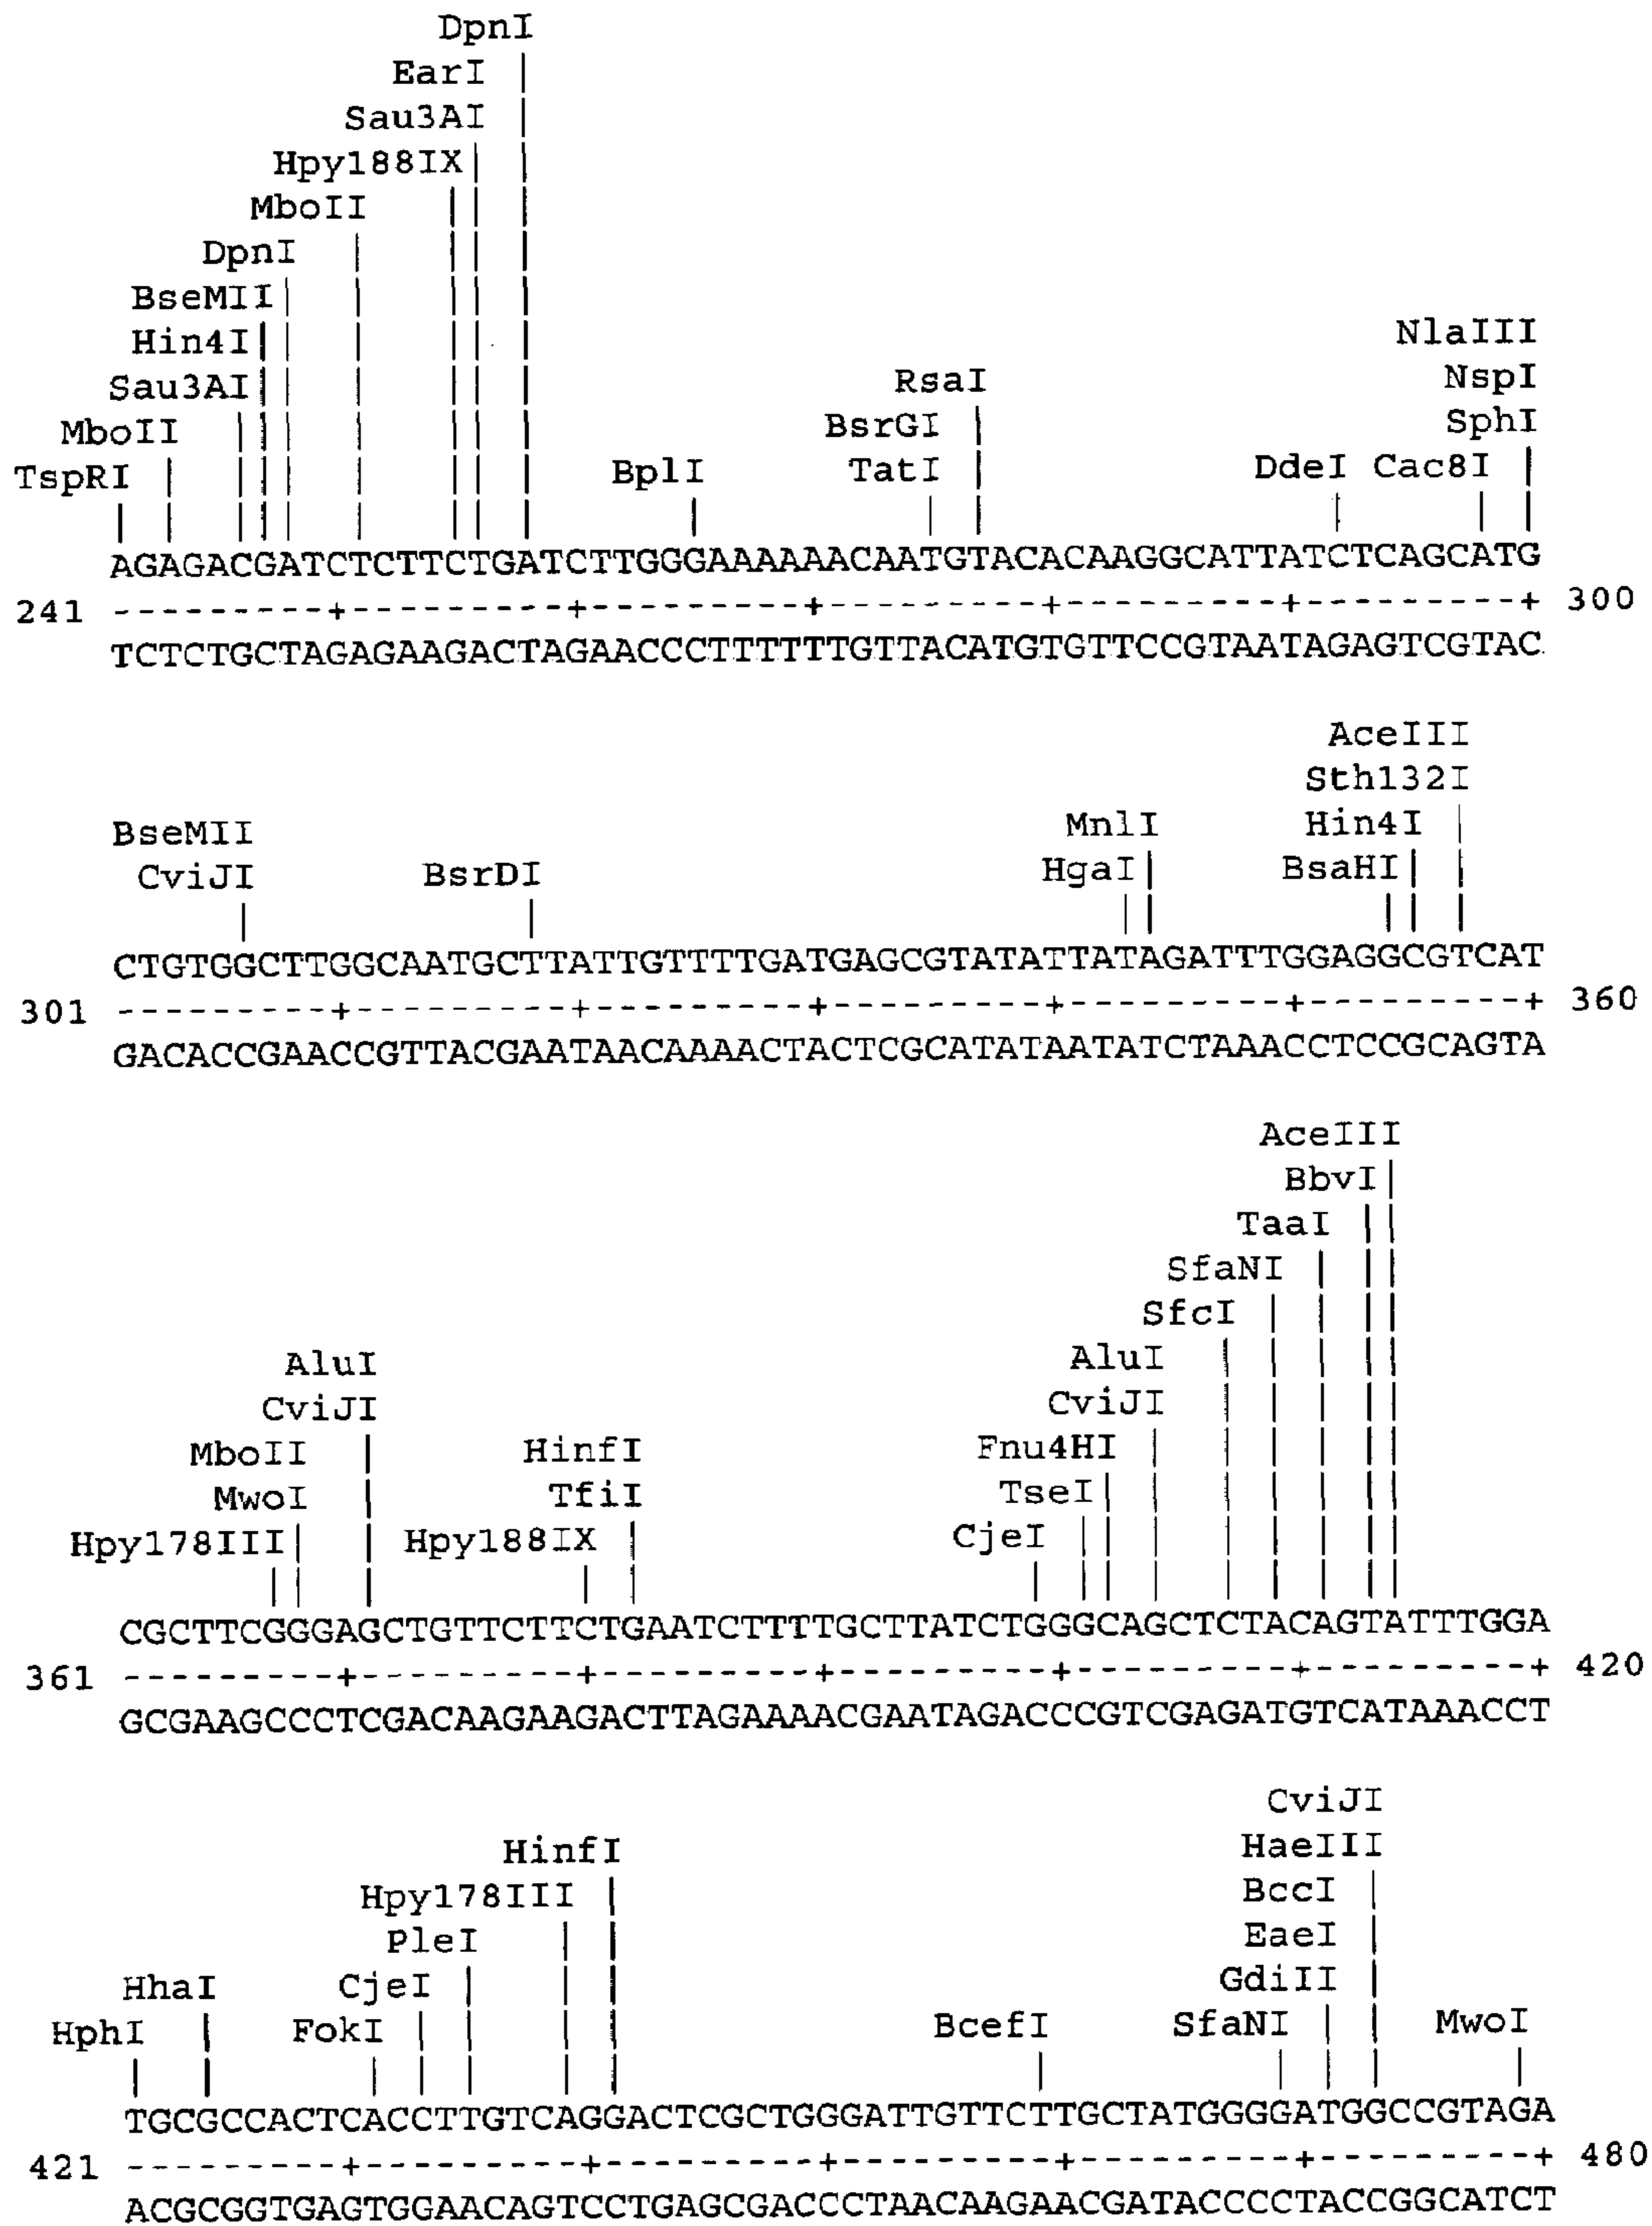 DpnI
EarI
Sau3AI
Hpy188IX
MboII
DpnI
BseMII
Hin4I NlaIII
Sau3AI RsaI NspI
MboII BsrGI SphI
TspRI BplI TatI DdeI Cac8I
AGAGACGATCTCTTCTGATCTTGGGAAAAAACAATGTACACAAGGCATTATCTCAGCATG
241 ---------+---------+---------+---------+---------+---------+ 300
TCTCTGCTAGAGAAGACTAGAACCCTTTTTTGTTACATGTGTTCCGTAATAGAGTCGTAC
AceIII
Sth132I
BseMII MnlI Hin4I
CviJI BsrDI HgaI BsaHI
CTGTGGCTTGGCAATGCTTATTGTTTTGATGAGCGTATATTATAGATTTGGAGGCGTCAT
301 ---------+---------+---------+---------+---------+---------+ 360
GACACCGAACCGTTACGAATAACAAAACTACTCGCATATAATATCTAAACCTCCGCAGTA
AceIII
BbvI
TaaI
SfaNI
SfcI
AluI AluI
CviJI CviJI
MboII HinfI Fnu4HI
MwoI TfiI TseI
Hpy178III Hpy188IX CjeI
CGCTTCGGGAGCTGTTCTTCTGAATCTTTTGCTTATCTGGGCAGCTCTACAGTATTTGGA
361 ---------+---------+---------+---------+---------+---------+ 420
GCGAAGCCCTCGACAAGAAGACTTAGAAAACGAATAGACCCGTCGAGATGTCATAAACCT
CviJI
HinfI HaeIII
Hpy178III BccI
PleI EaeI
HhaI CjeI GdiII
HphI FokI BcefI SfaNI MwoI
TGCGCCACTCACCTTGTCAGGACTCGCTGGGATTGTTCTTGCTATGGGGATGGCCGTAGA
421 ---------+---------+---------+---------+---------+---------+ 480
ACGCGGTGAGTGGAACAGTCCTGAGCGACCCTAACAAGAACGATACCCCTACCGGCATCT